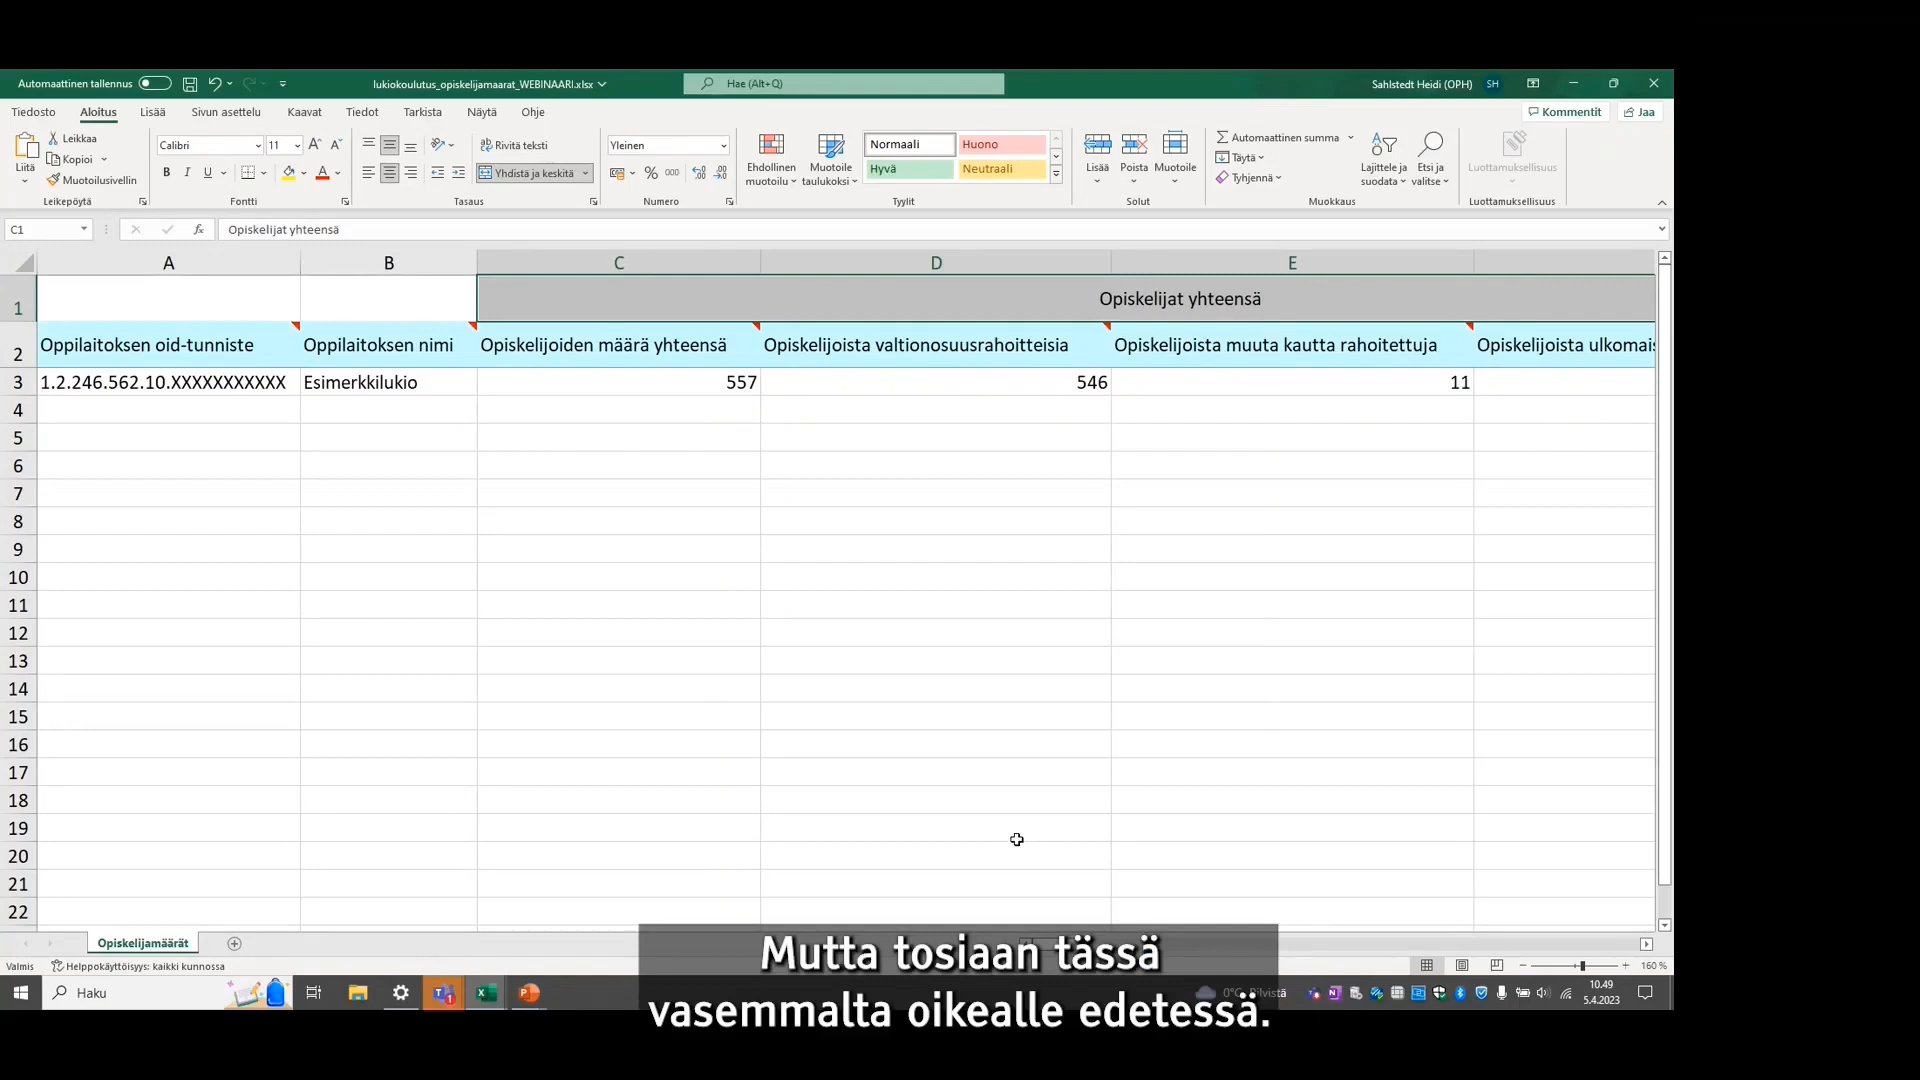 Automaattinen tallennus
lukiokoulutus_opiskelijamaarat_WEBINAARI.xlsx
Hae (Alt+Q)
Sahlstedt Heidi (OPH) SH
Tiedosto Aloitus Lisää Sivun asettelu Kaavat Tiedot Tarkista Näytä Ohje
Kommentit Jaa
Liitä
Leikkaa
Kopioi
Muotoilusivellin
Leikepöytä
Calibri 11
B I U
Fontti
Rivitä teksti
Yhdistä ja keskitä
Tasaus
Yleinen
% 000
Numero
Ehdollinen muotoilu
Muotoile taulukoksi
Normaali Huono
Hyvä Neutraali
Tyylit
Lisää Poista Muotoile
Solut
Automaattinen summa
Täytä
Tyhjennä
Lajittele ja suodata
Etsi ja valitse
Muokkaus
Luottamuksellisuus
Luottamuksellisuus
C1 fx Opiskelijat yhteensä
A B C D E
1 Opiskelijat yhteensä
2 Oppilaitoksen oid-tunniste Oppilaitoksen nimi Opiskelijoiden määrä yhteensä Opiskelijoista valtionosuusrahoitteisia Opiskelijoista muuta kautta rahoitettuja Opiskelijoista ulkomais
3 1.2.246.562.10.XXXXXXXXXXX Esimerkkilukio 557 546 11
4
5
6
7
8
9
10
11
12
13
14
15
16
17
18
19
20
21
22
Opiskelijamäärät
Valmis Helppokäyttöisyys: kaikki kunnossa
160 %
Mutta tosiaan tässä
vasemmalta oikealle edetessä.
Haku
0°C Pilvistä
10.49
5.4.2023